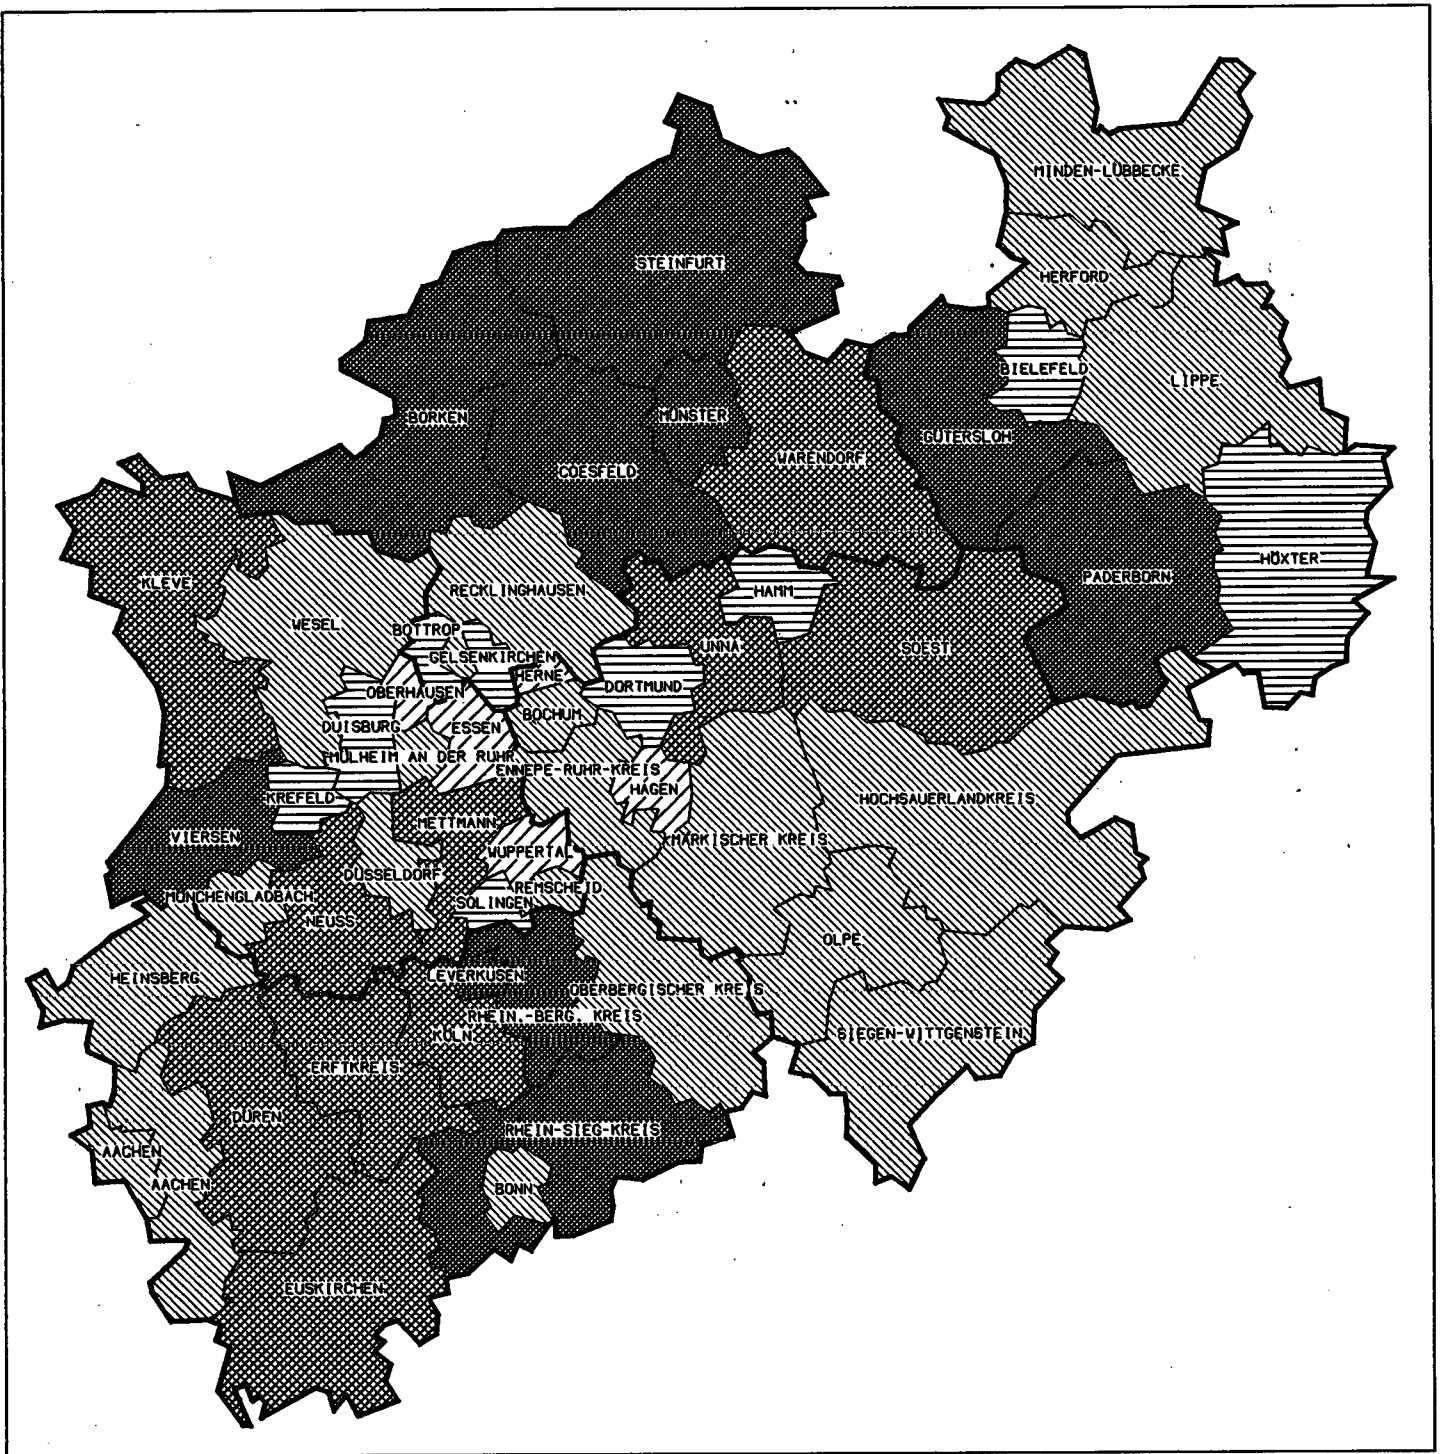 MINDEN-LÜBBECKE
STEINFURT
HERFORD
BIELEFELD
LIPPE
BORKEN
MÜNSTER
GÜTERSLOH
WARENDORF
COESFELD
HÖXTER
KLEVE
PADERBORN
RECKLINGHAUSEN
HAMM
WESEL
BOTTROP
UNNA
SOEST
GELSENKIRCHEN
HERNE
OBERHAUSEN
DORTMUND
BOCHUM
DUISBURG
ESSEN
MÜLHEIM AN DER RUHR
ENNEPE-RUHR-KREIS
HAGEN
KREFELD
HOCHSAUERLANDKREIS
METTMANN
VIERSEN
MÄRKISCHER KREIS
WUPPERTAL
DÜSSELDORF
REMSCHEID
MÖNCHENGLADBACH
SOLINGEN
NEUSS
OLPE
LEVERKUSEN
HEINSBERG
OBERBERGISCHER KREIS
RHEIN.-BERG. KREIS
KÖLN
SIEGEN-WITTGENSTEIN
ERFTKREIS
DÜREN
RHEIN-SIEG-KREIS
AACHEN
AACHEN
BONN
EUSKIRCHEN